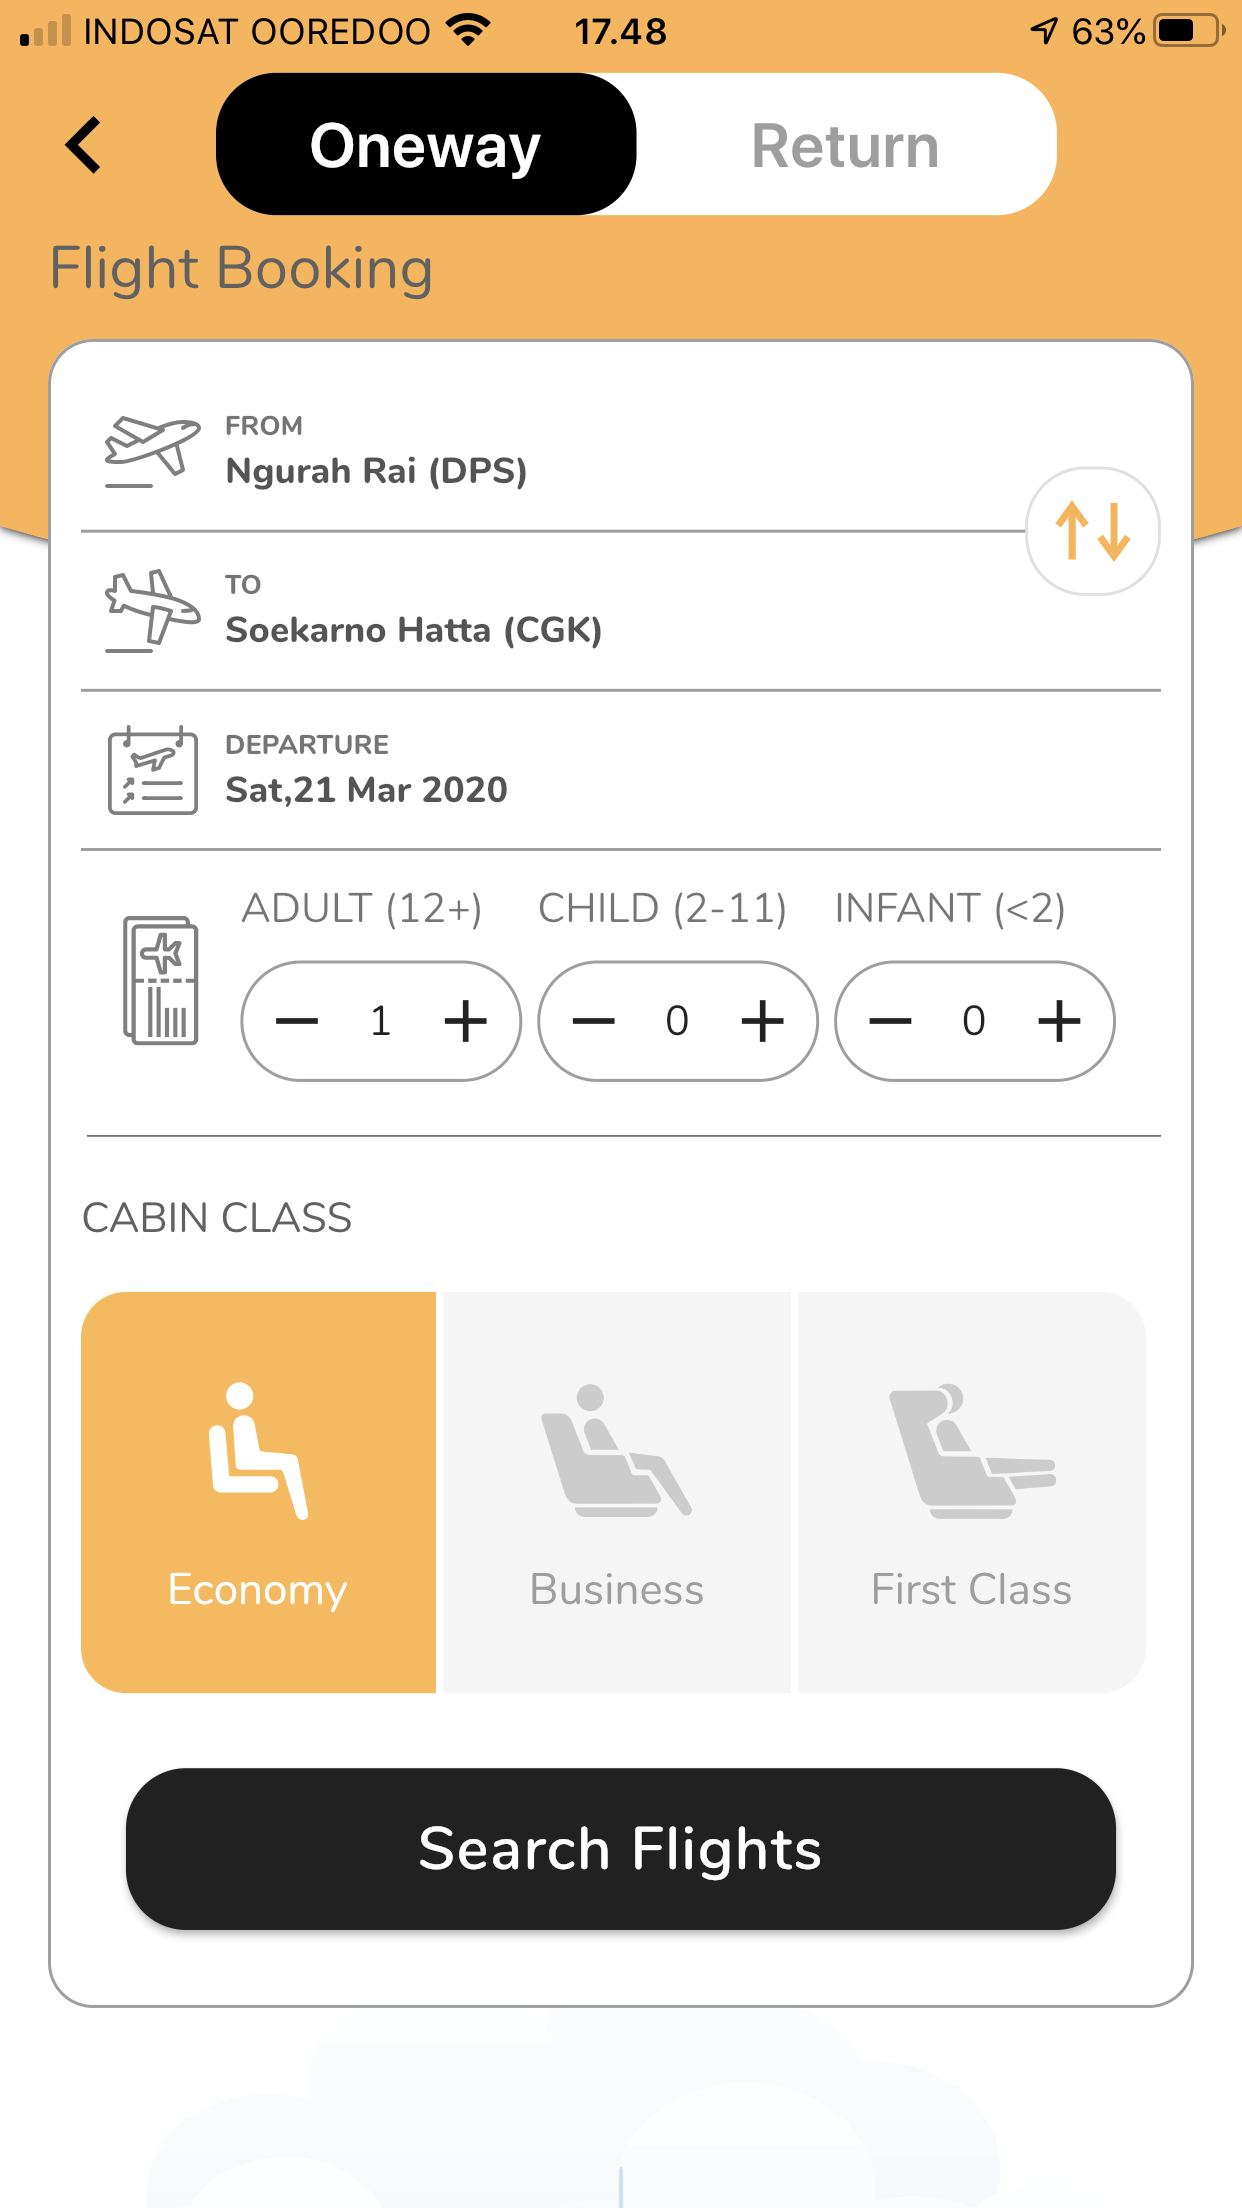 INDOSAT OOREDOO 17.48 63%
Oneway Return
Flight Booking
FROM
Ngurah Rai (DPS)
TO
Soekarno Hatta (CGK)
DEPARTURE
Sat,21 Mar 2020
ADULT (12+) CHILD (2-11) INFANT (<2)
− 1 + − 0 + − 0 +
CABIN CLASS
Economy Business First Class
Search Flights